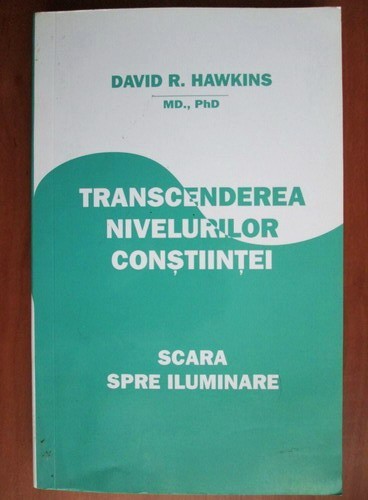 DAVID R. HAWKINS
MD., PhD
TRANSCENDEREA
NIVELURILOR
CONȘTIINȚEI
SCARA
SPRE ILUMINARE